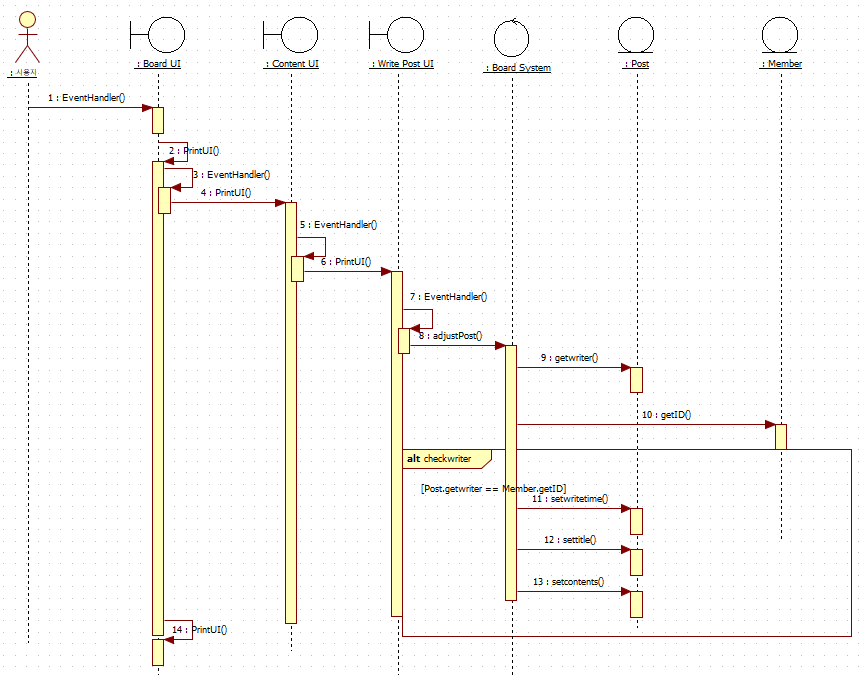 : 사용자
: Board UI
: Content UI
: Write Post UI
: Board System
: Post
: Member
1 : EventHandler()
2 : PrintUI()
3 : EventHandler()
4 : PrintUI()
5 : EventHandler()
6 : PrintUI()
7 : EventHandler()
8 : adjustPost()
9 : getwriter()
10 : getID()
alt checkwriter
[Post.getwriter == Member.getID]
11 : setwritetime()
12 : settitle()
13 : setcontents()
14 : PrintUI()